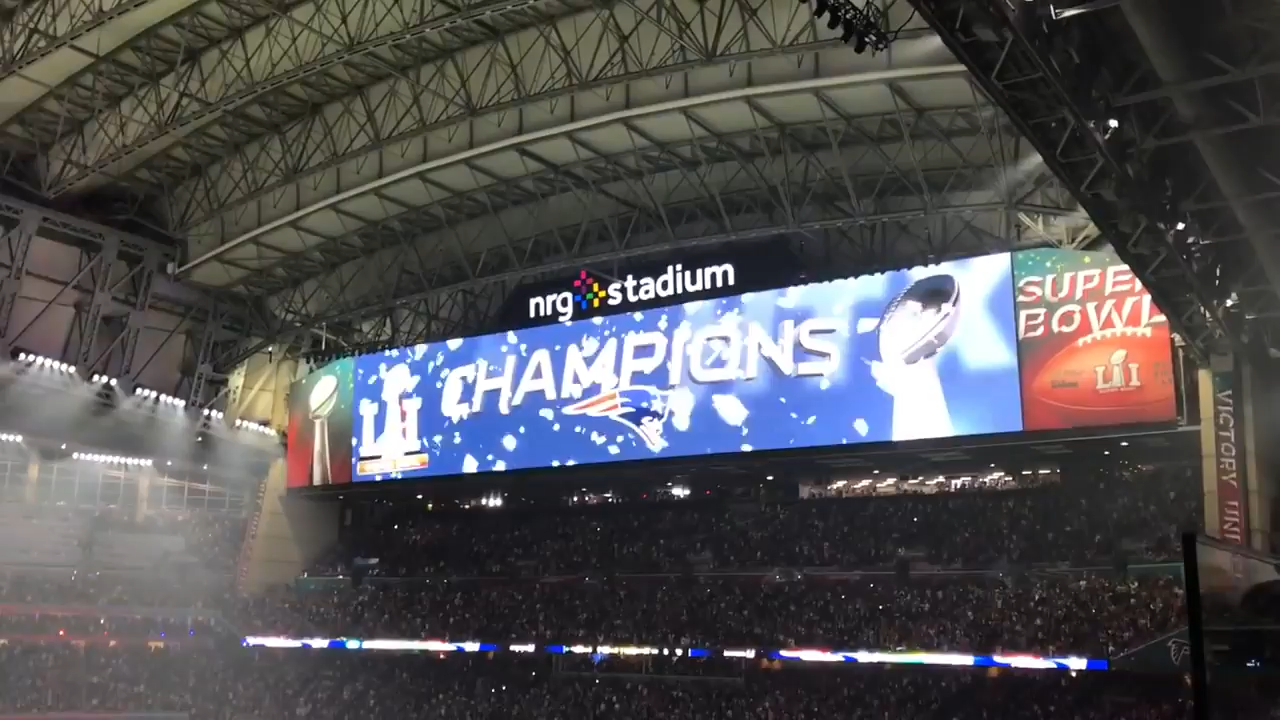 nrg stadium
CHAMPIONS
LI
SUPER
BOWL
LI
VICTORY